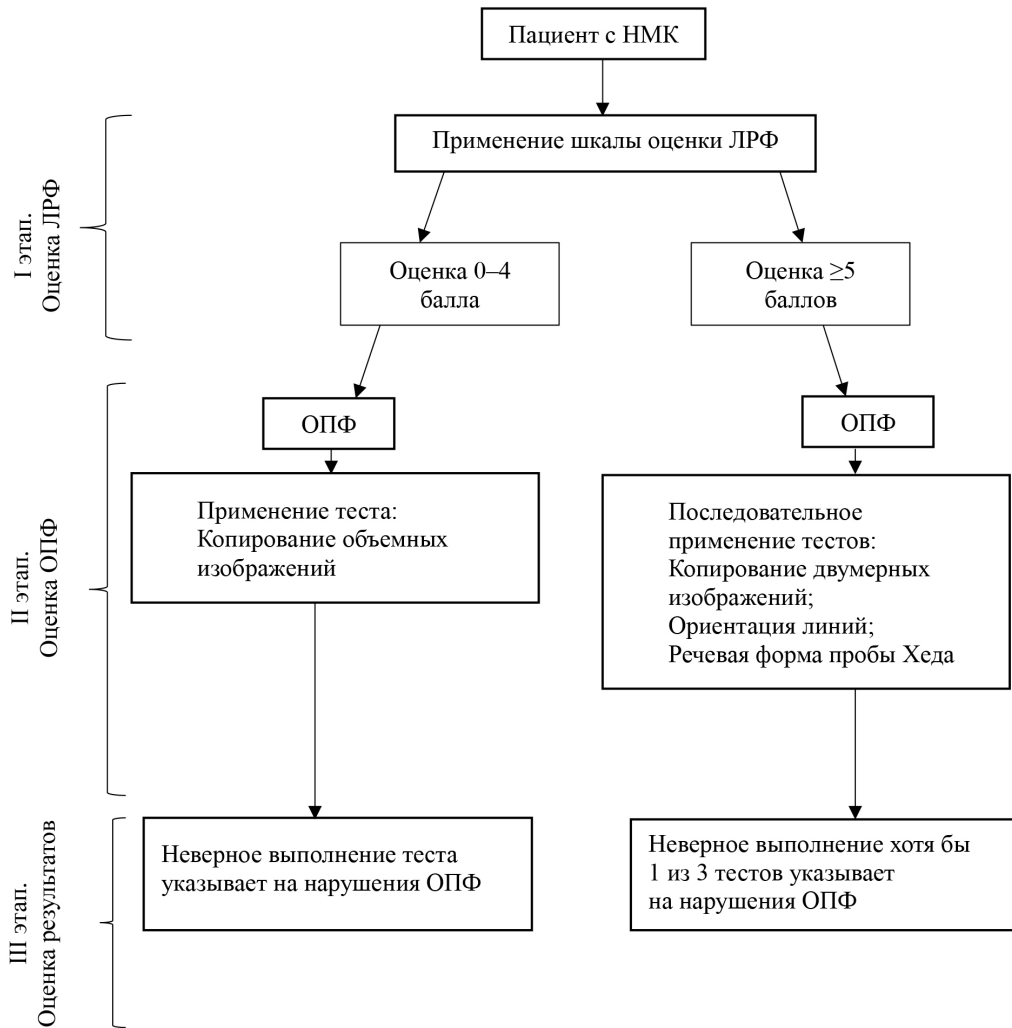 Пациент с НМК
I этап.
Оценка ЛРФ
Применение шкалы оценки ЛРФ
Оценка 0–4
балла
Оценка ≥5
баллов
II этап.
Оценка ОПФ
ОПФ
ОПФ
Применение теста:
Копирование объемных
изображений
Последовательное
применение тестов:
Копирование двумерных
изображений;
Ориентация линий;
Речевая форма пробы Хеда
III этап.
Оценка результатов
Неверное выполнение теста
указывает на нарушения ОПФ
Неверное выполнение хотя бы
1 из 3 тестов указывает
на нарушения ОПФ